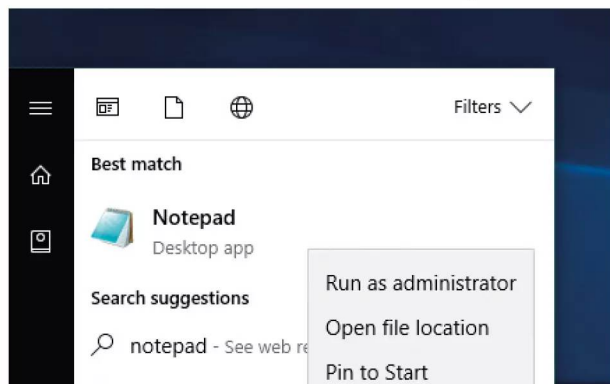 Filters
Best match
Notepad
Desktop app
Run as administrator
Search suggestions
Open file location
notepad - See web re
Pin to Start